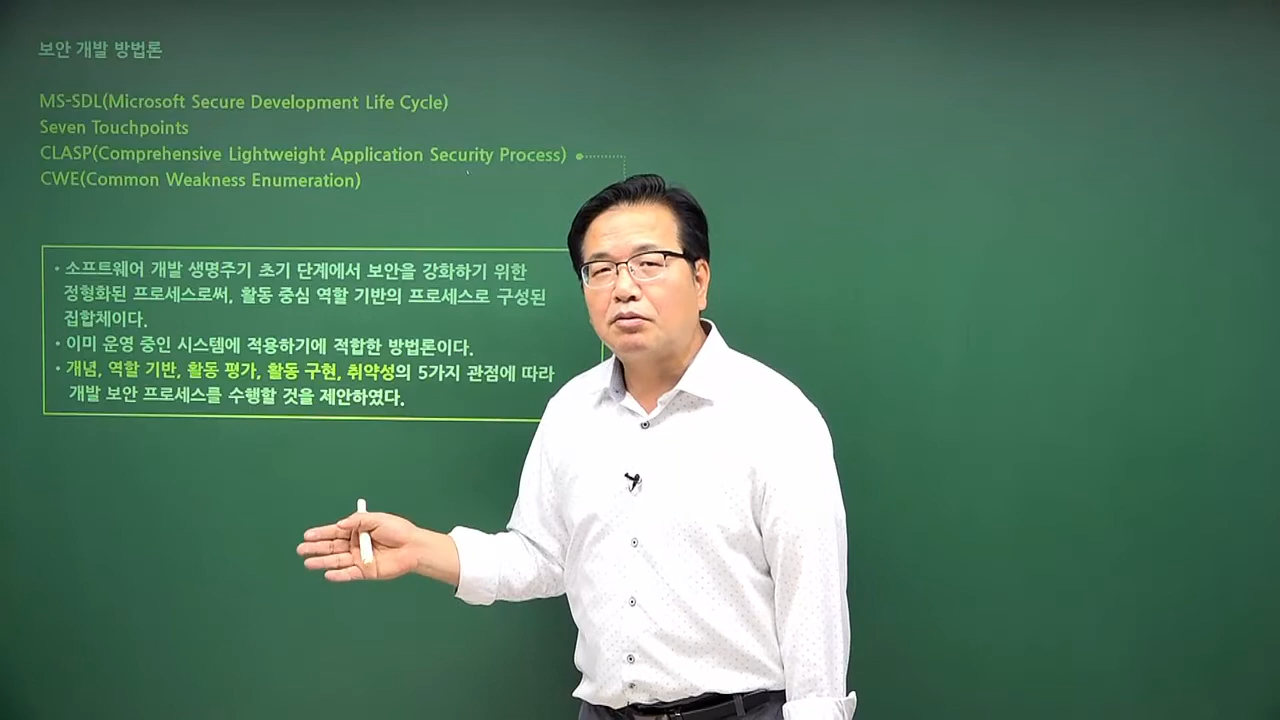 보안 개발 방법론
MS-SDL(Microsoft Secure Development Life Cycle)
Seven Touchpoints
CLASP(Comprehensive Lightweight Application Security Process)
CWE(Common Weakness Enumeration)
• 소프트웨어 개발 생명주기 초기 단계에서 보안을 강화하기 위한
정형화된 프로세스로써, 활동 중심 역할 기반의 프로세스로 구성된
집합체이다.
• 이미 운영 중인 시스템에 적용하기에 적합한 방법론이다.
• 개념, 역할 기반, 활동 평가, 활동 구현, 취약성의 5가지 관점에 따라
개발 보안 프로세스를 수행할 것을 제안하였다.